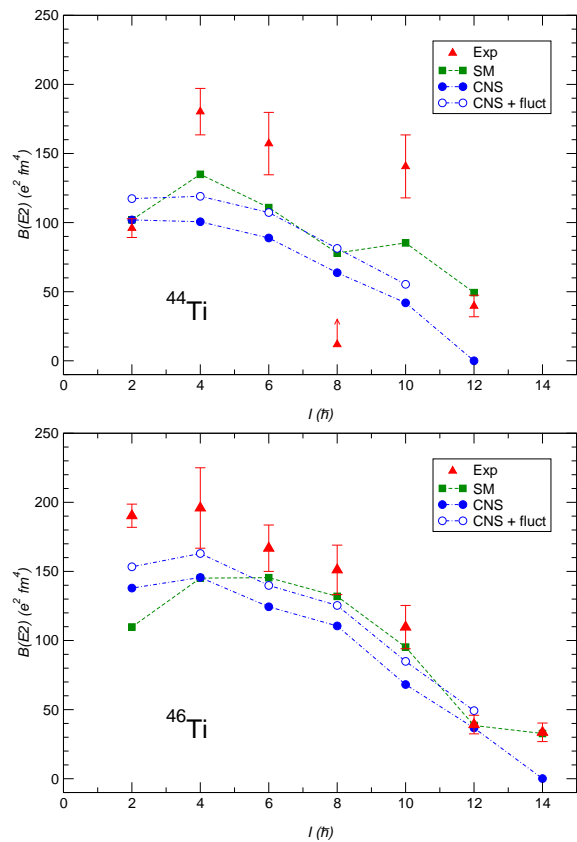 250
200
150
100
50
0
B(E2) (e² fm⁴)
Exp
SM
CNS
CNS + fluct
⁴⁴Ti
0 2 4 6 8 10 12 14
I (ħ)
250
200
150
100
50
0
B(E2) (e² fm⁴)
Exp
SM
CNS
CNS + fluct
⁴⁶Ti
0 2 4 6 8 10 12 14
I (ħ)